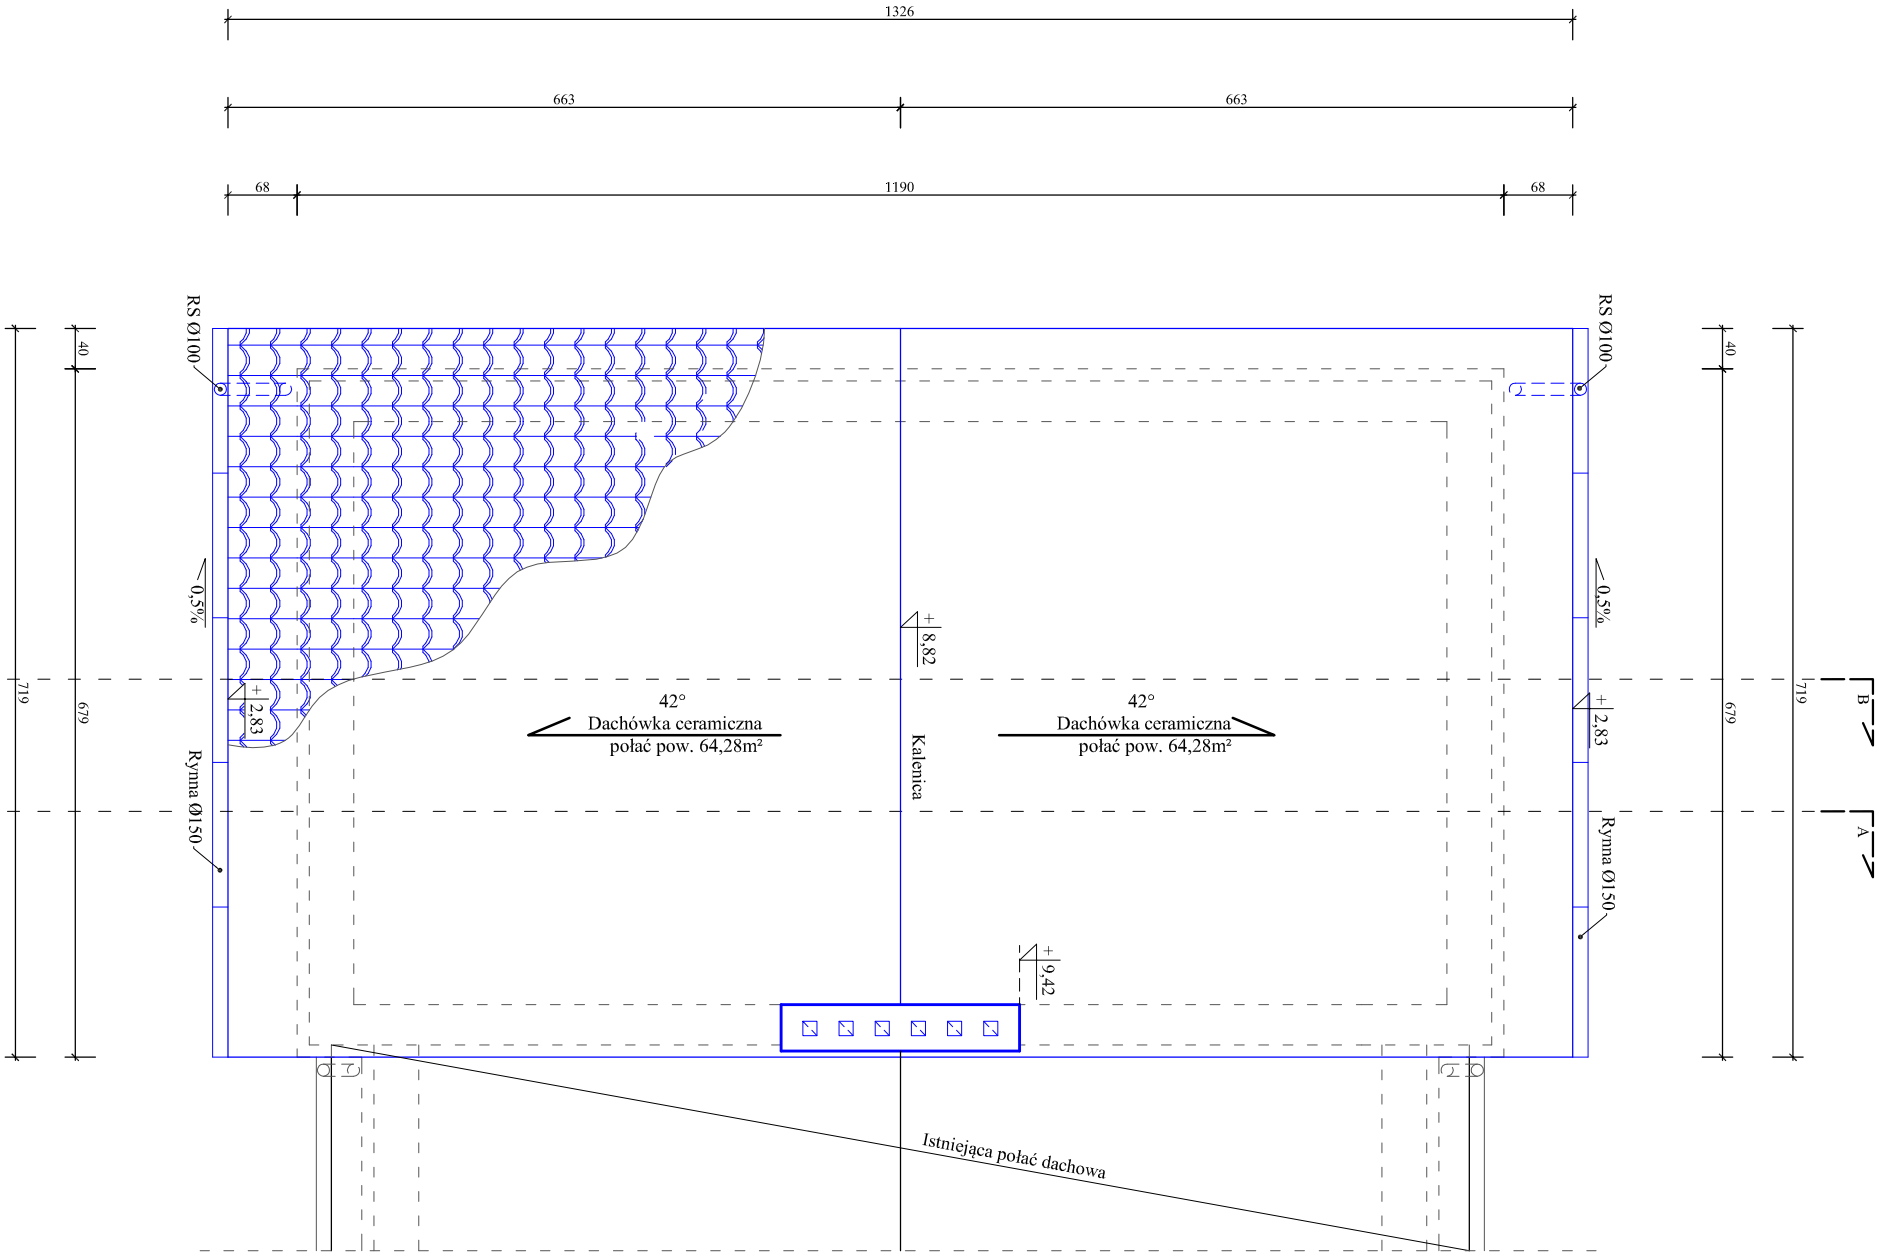 1326
663
663
68
1190
68
RS Ø100
RS Ø100
40
40
0,5%
0,5%
+ 8,82
719
679
+ 2,83
42°
Dachówka ceramiczna
połać pow. 64,28m²
42°
Dachówka ceramiczna
połać pow. 64,28m²
+ 2,83
679
719
B
Kalenica
Rynna Ø150
Rynna Ø150
A
+ 9,42
Istniejąca połać dachowa